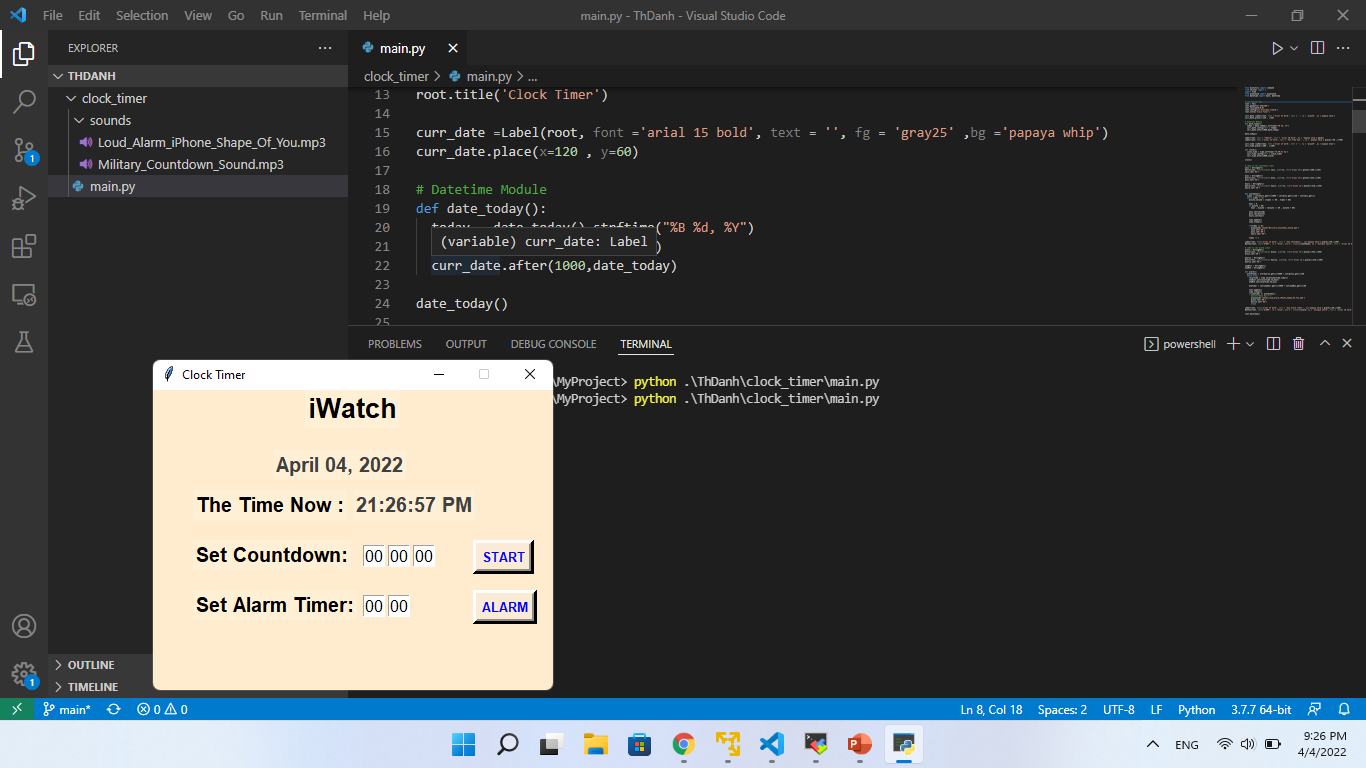 File Edit Selection View Go Run Terminal Help main.py - ThDanh - Visual Studio Code
EXPLORER
THDANH
clock_timer
sounds
Loud_Alarm_iPhone_Shape_Of_You.mp3
Military_Countdown_Sound.mp3
main.py
OUTLINE
TIMELINE
1
1
main.py
clock_timer > main.py > ...
13 root.title('Clock Timer')
14
15 curr_date =Label(root, font ='arial 15 bold', text = '', fg = 'gray25' ,bg ='papaya whip')
16 curr_date.place(x=120 , y=60)
17
18 # Datetime Module
19 def date_today():
20 today = date.today().strftime("%B %d, %Y")
21 )
(variable) curr_date: Label
22 curr_date.after(1000,date_today)
23
24 date_today()
25
PROBLEMS OUTPUT DEBUG CONSOLE TERMINAL powershell
\MyProject> python .\ThDanh\clock_timer\main.py
\MyProject> python .\ThDanh\clock_timer\main.py
Clock Timer
iWatch
April 04, 2022
The Time Now : 21:26:57 PM
Set Countdown: 00 00 00 START
Set Alarm Timer: 00 00 ALARM
main* 0 0 Ln 8, Col 18 Spaces: 2 UTF-8 LF Python 3.7.7 64-bit
ENG 9:26 PM
4/4/2022